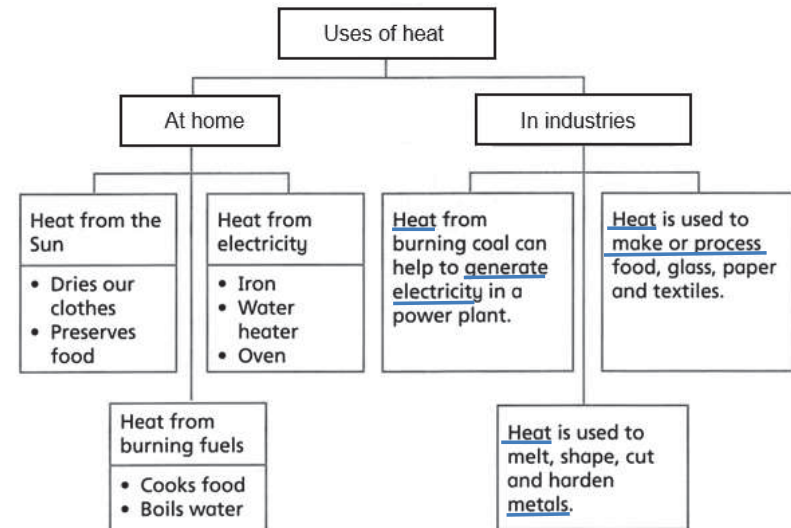 Uses of heat
At home
In industries
Heat from the
Sun
• Dries our
clothes
• Preserves
food
Heat from
electricity
• Iron
• Water
heater
• Oven
Heat from
burning coal can
help to generate
electricity in a
power plant.
Heat is used to
make or process
food, glass, paper
and textiles.
Heat from
burning fuels
• Cooks food
• Boils water
Heat is used to
melt, shape, cut
and harden
metals.